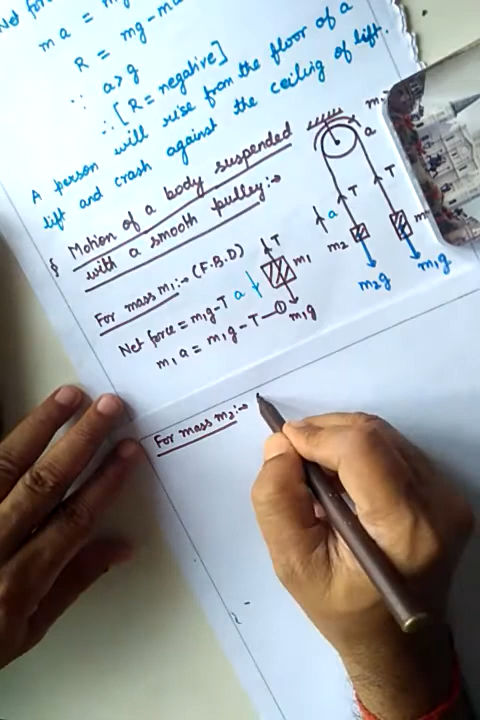 Net for
ma = m
R = mg - ma
∵ a > g
∴ [R = negative]
A person will rise from the floor of a
lift and crash against the ceiling of lift.
§ Motion of a body suspended
with a smooth pulley:→
a
T
T
↑ a
m2
m2g
m1g
For mass m1:→ (F.B.D)
T
m1
a
m1g
Net force = m1g - T
m1a = m1g - T —①
For mass m2:→